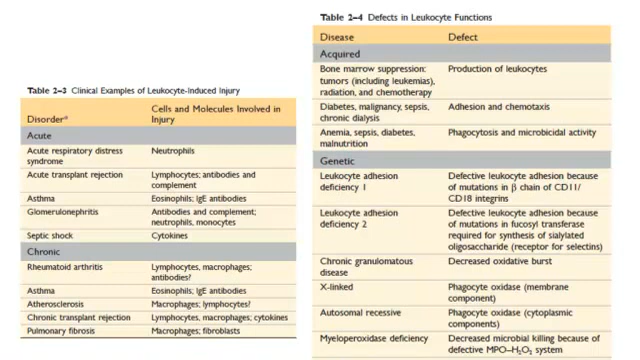 Table 2–3 Clinical Examples of Leukocyte-Induced Injury
Disorder* Cells and Molecules Involved in
Injury
Acute
Acute respiratory distress Neutrophils
syndrome
Acute transplant rejection Lymphocytes; antibodies and
complement
Asthma Eosinophils; IgE antibodies
Glomerulonephritis Antibodies and complement;
neutrophils, monocytes
Septic shock Cytokines
Chronic
Rheumatoid arthritis Lymphocytes, macrophages;
antibodies?
Asthma Eosinophils; IgE antibodies
Atherosclerosis Macrophages; lymphocytes?
Chronic transplant rejection Lymphocytes, macrophages; cytokines
Pulmonary fibrosis Macrophages; fibroblasts
Table 2–4 Defects in Leukocyte Functions
Disease Defect
Acquired
Bone marrow suppression: Production of leukocytes
tumors (including leukemias),
radiation, and chemotherapy
Diabetes, malignancy, sepsis, Adhesion and chemotaxis
chronic dialysis
Anemia, sepsis, diabetes, Phagocytosis and microbicidal activity
malnutrition
Genetic
Leukocyte adhesion Defective leukocyte adhesion because
deficiency 1 of mutations in β chain of CD11/
CD18 integrins
Leukocyte adhesion Defective leukocyte adhesion because
deficiency 2 of mutations in fucosyl transferase
required for synthesis of sialylated
oligosaccharide (receptor for selectins)
Chronic granulomatous Decreased oxidative burst
disease
X-linked Phagocyte oxidase (membrane
component)
Autosomal recessive Phagocyte oxidase (cytoplasmic
components)
Myeloperoxidase deficiency Decreased microbial killing because of
defective MPO–H₂O₂ system